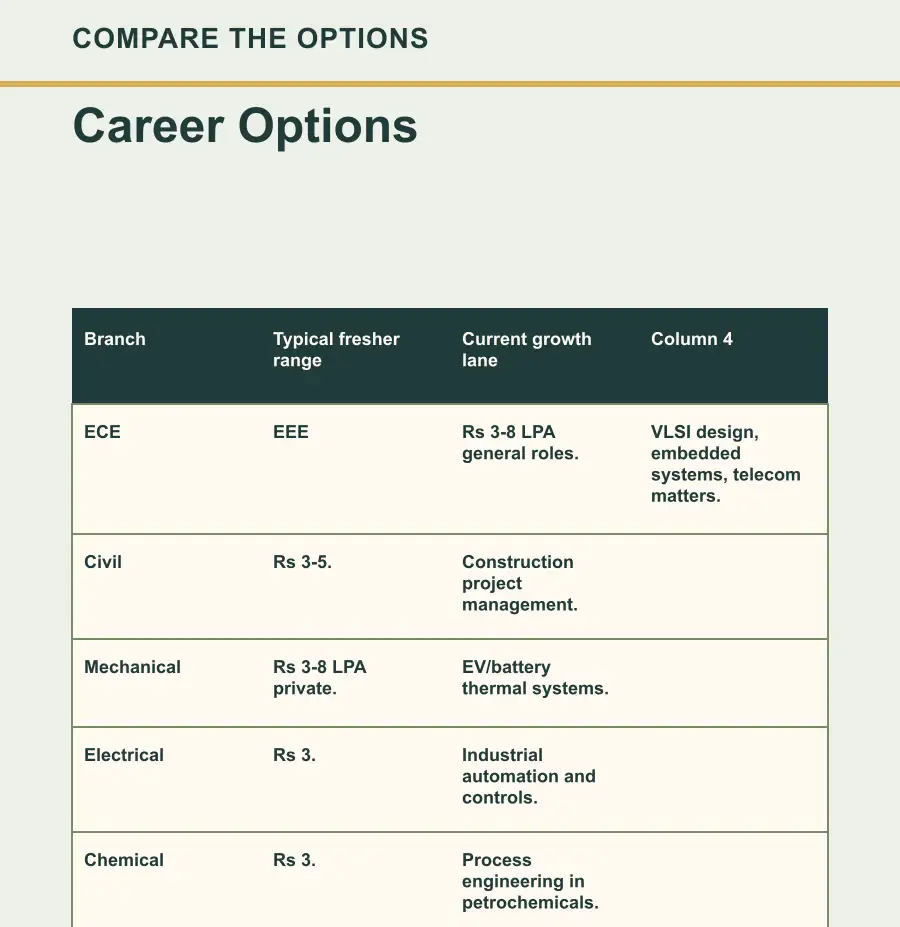 COMPARE THE OPTIONS
Career Options
Branch
Typical fresher
range
Current growth
lane
Column 4
ECE
EEE
Rs 3-8 LPA
general roles.
VLSI design,
embedded
systems, telecom
matters.
Civil
Rs 3-5.
Construction
project
management.
Mechanical
Rs 3-8 LPA
private.
EV/battery
thermal systems.
Electrical
Rs 3.
Industrial
automation and
controls.
Chemical
Rs 3.
Process
engineering in
petrochemicals.